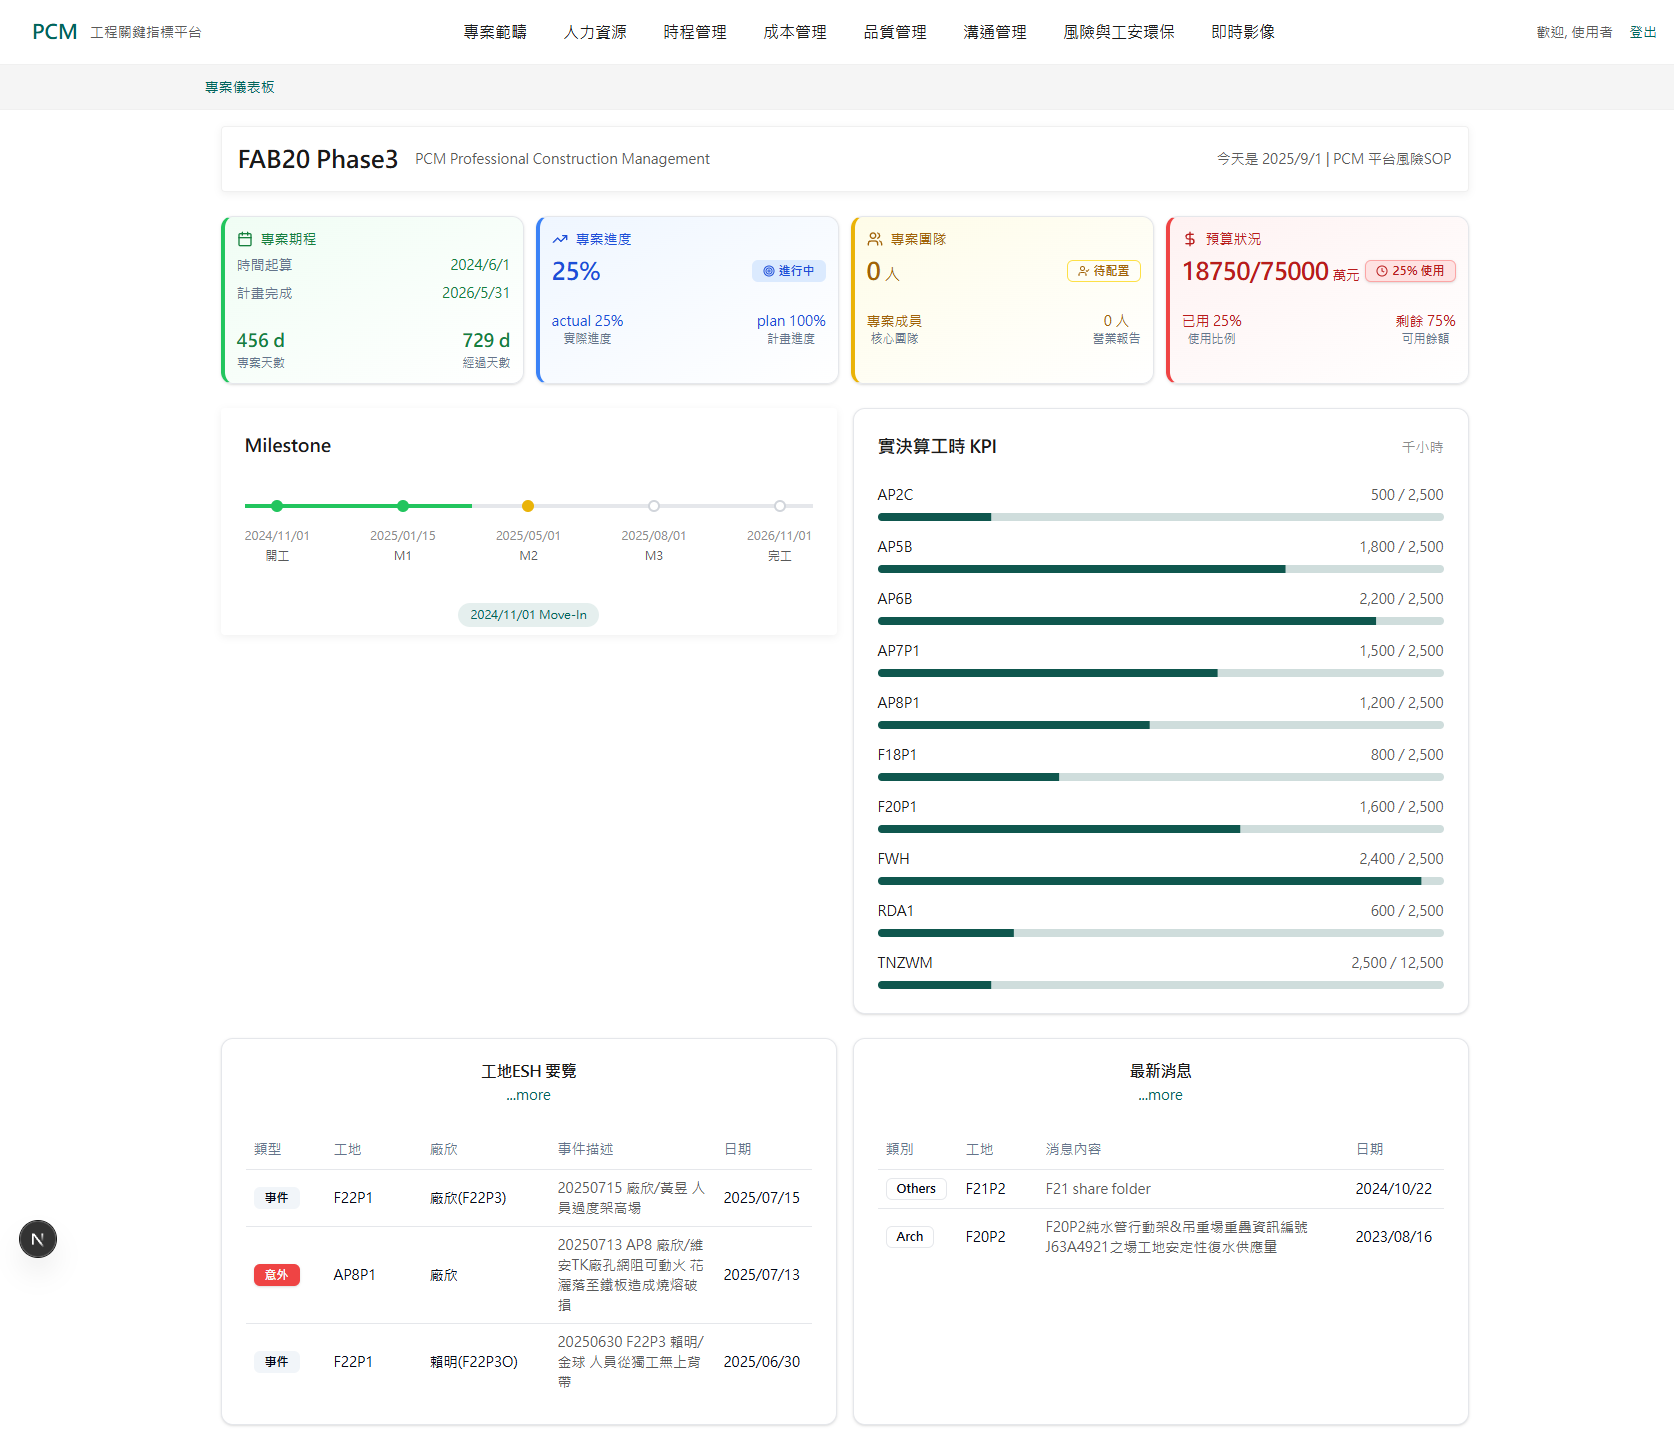 PCM 工程關鍵指標平台
專案範疇 人力資源 時程管理 成本管理 品質管理 溝通管理 風險與工安環保 即時影像
歡迎, 使用者 登出
專案儀表板
FAB20 Phase3 PCM Professional Construction Management
今天是 2025/9/1 | PCM 平台風險SOP
專案期程
時間起算 2024/6/1
計畫完成 2026/5/31
456 d 729 d
專案天數 經過天數
專案進度
25% 進行中
actual 25% plan 100%
實際進度 計畫進度
專案團隊
0 人 待配置
專案成員 0 人
核心團隊 營業報告
預算狀況
18750/75000 萬元 25% 使用
已用 25% 剩餘 75%
使用比例 可用餘額
Milestone
2024/11/01 2025/01/15 2025/05/01 2025/08/01 2026/11/01
開工 M1 M2 M3 完工
2024/11/01 Move-In
實決算工時 KPI 千小時
AP2C 500 / 2,500
AP5B 1,800 / 2,500
AP6B 2,200 / 2,500
AP7P1 1,500 / 2,500
AP8P1 1,200 / 2,500
F18P1 800 / 2,500
F20P1 1,600 / 2,500
FWH 2,400 / 2,500
RDA1 600 / 2,500
TNZWM 2,500 / 12,500
工地ESH 要覽
...more
類型 工地 廠欣 事件描述 日期
事件 F22P1 廠欣(F22P3) 20250715 廠欣/黃昱 人 2025/07/15
員過度架高場
20250713 AP8 廠欣/維
意外 AP8P1 廠欣 安TK廠孔網阻可動火 花 2025/07/13
灑落至鐵板造成燒熔破
損
20250630 F22P3 賴明/
事件 F22P1 賴明(F22P3O) 金球 人員從獨工無上背 2025/06/30
帶
最新消息
...more
類別 工地 消息內容 日期
Others F21P2 F21 share folder 2024/10/22
Arch F20P2 F20P2純水管行動架&吊重場重疊資訊編號 2023/08/16
J63A4921之場工地安定性復水供應量
N